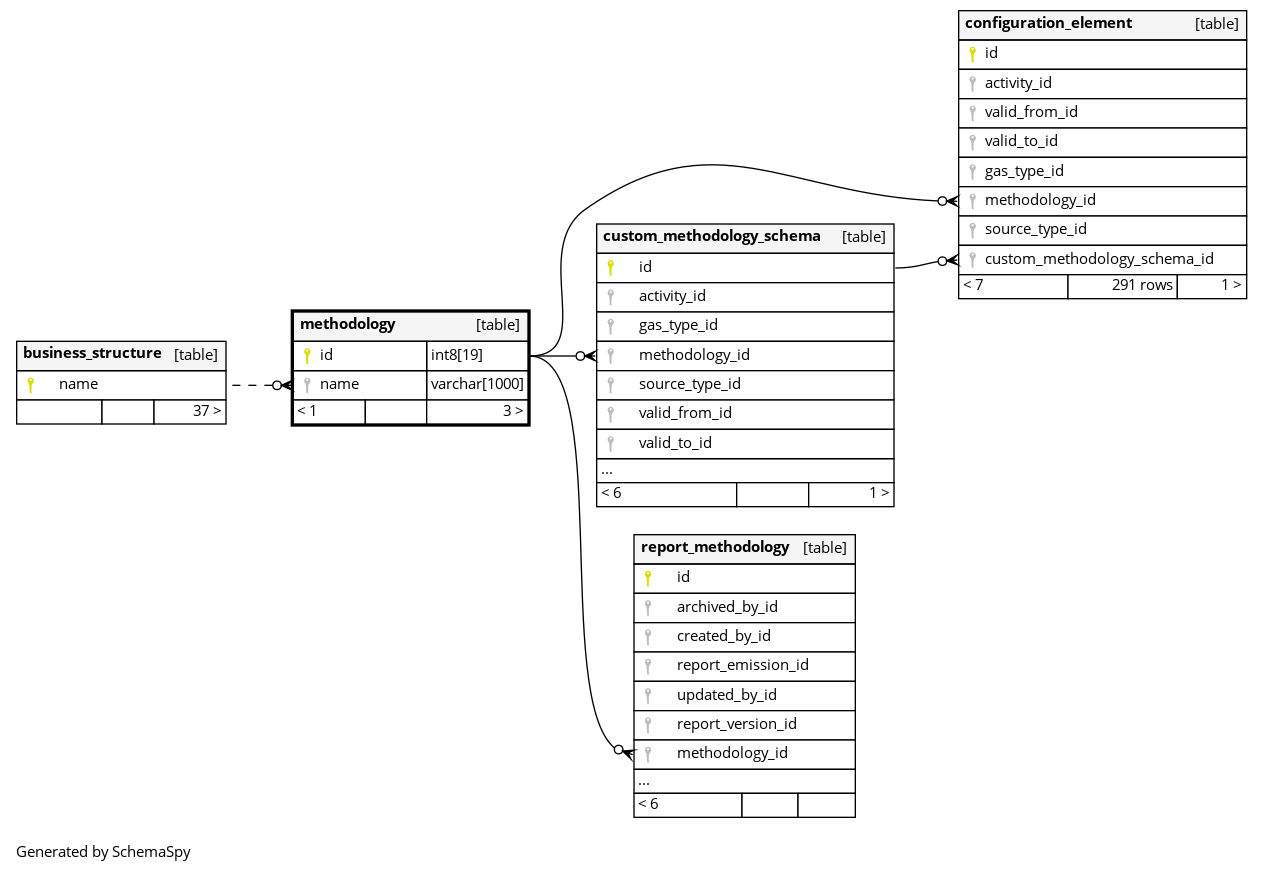 configuration_element [table]
id
activity_id
valid_from_id
valid_to_id
gas_type_id
methodology_id
source_type_id
custom_methodology_schema_id
< 7 291 rows 1 >
custom_methodology_schema [table]
id
activity_id
gas_type_id
methodology_id
source_type_id
valid_from_id
valid_to_id
...
< 6 1 >
methodology [table]
id int8[19]
name varchar[1000]
< 1 3 >
business_structure [table]
name
37 >
report_methodology [table]
id
archived_by_id
created_by_id
report_emission_id
updated_by_id
report_version_id
methodology_id
...
< 6
Generated by SchemaSpy